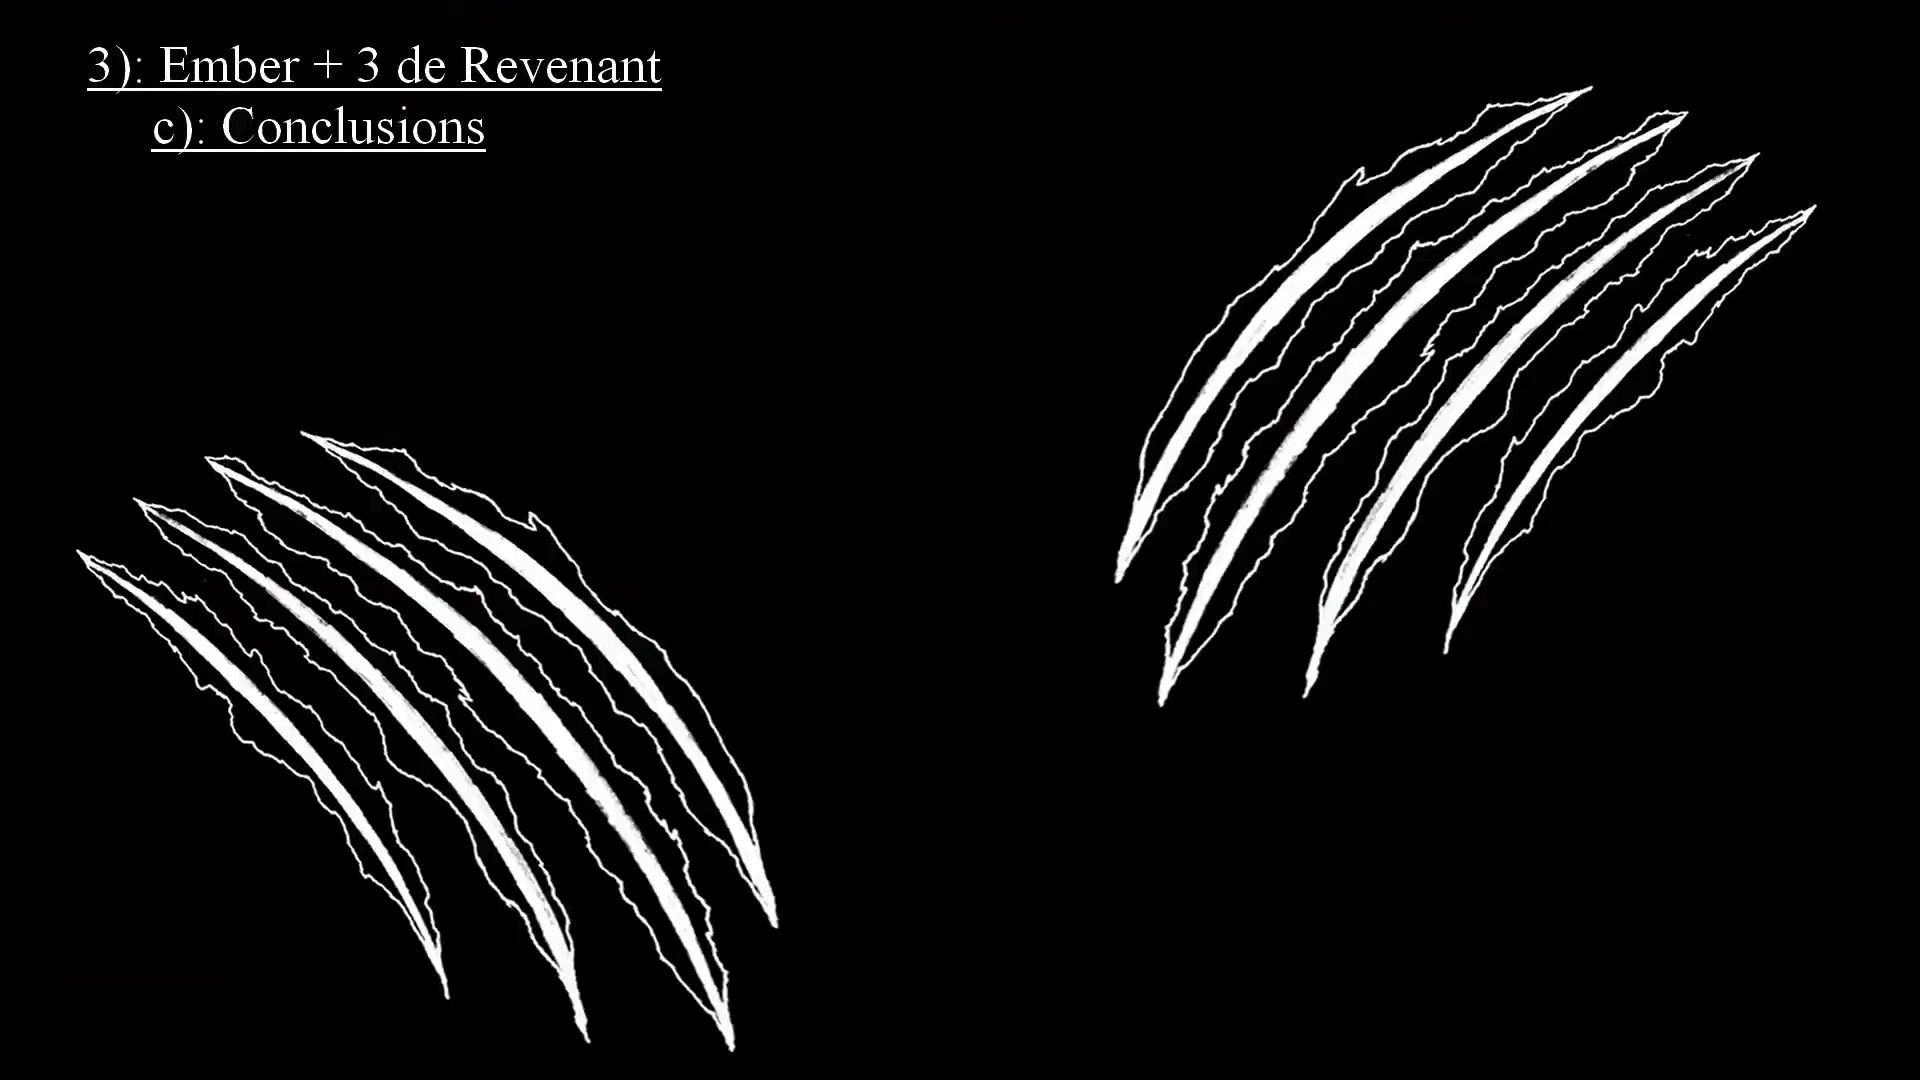 3): Ember + 3 de Revenant
c): Conclusions